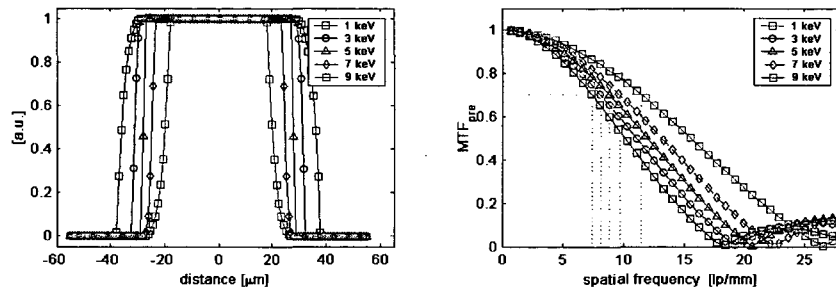 1 keV
3 keV
5 keV
7 keV
9 keV
1
0.8
0.6
0.4
0.2
0
[a.u.]
-60 -40 -20 0 20 40 60
distance [μm]
1 keV
3 keV
5 keV
7 keV
9 keV
1
0.8
0.6
0.4
0.2
0
MTFpre
0 5 10 15 20 25
spatial frequency [lp/mm]